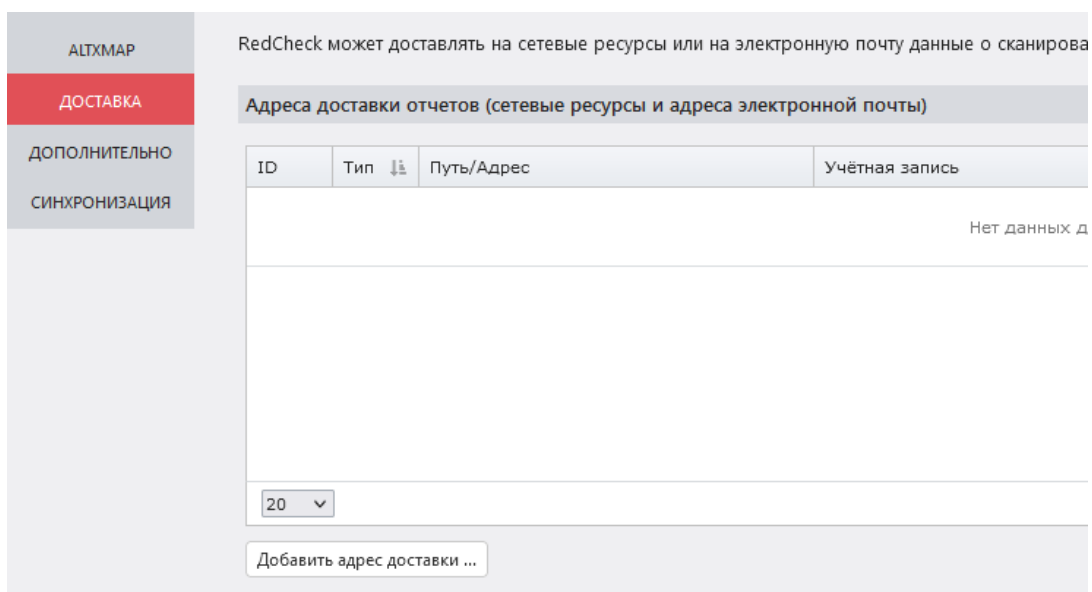 ALTXMAP
ДОСТАВКА
ДОПОЛНИТЕЛЬНО
СИНХРОНИЗАЦИЯ
RedCheck может доставлять на сетевые ресурсы или на электронную почту данные о
Адреса доставки отчетов (сетевые ресурсы и адреса электронной почты)
ID Тип Путь/Адрес Учётная запись
Нет данных
20
Добавить адрес доставки ...